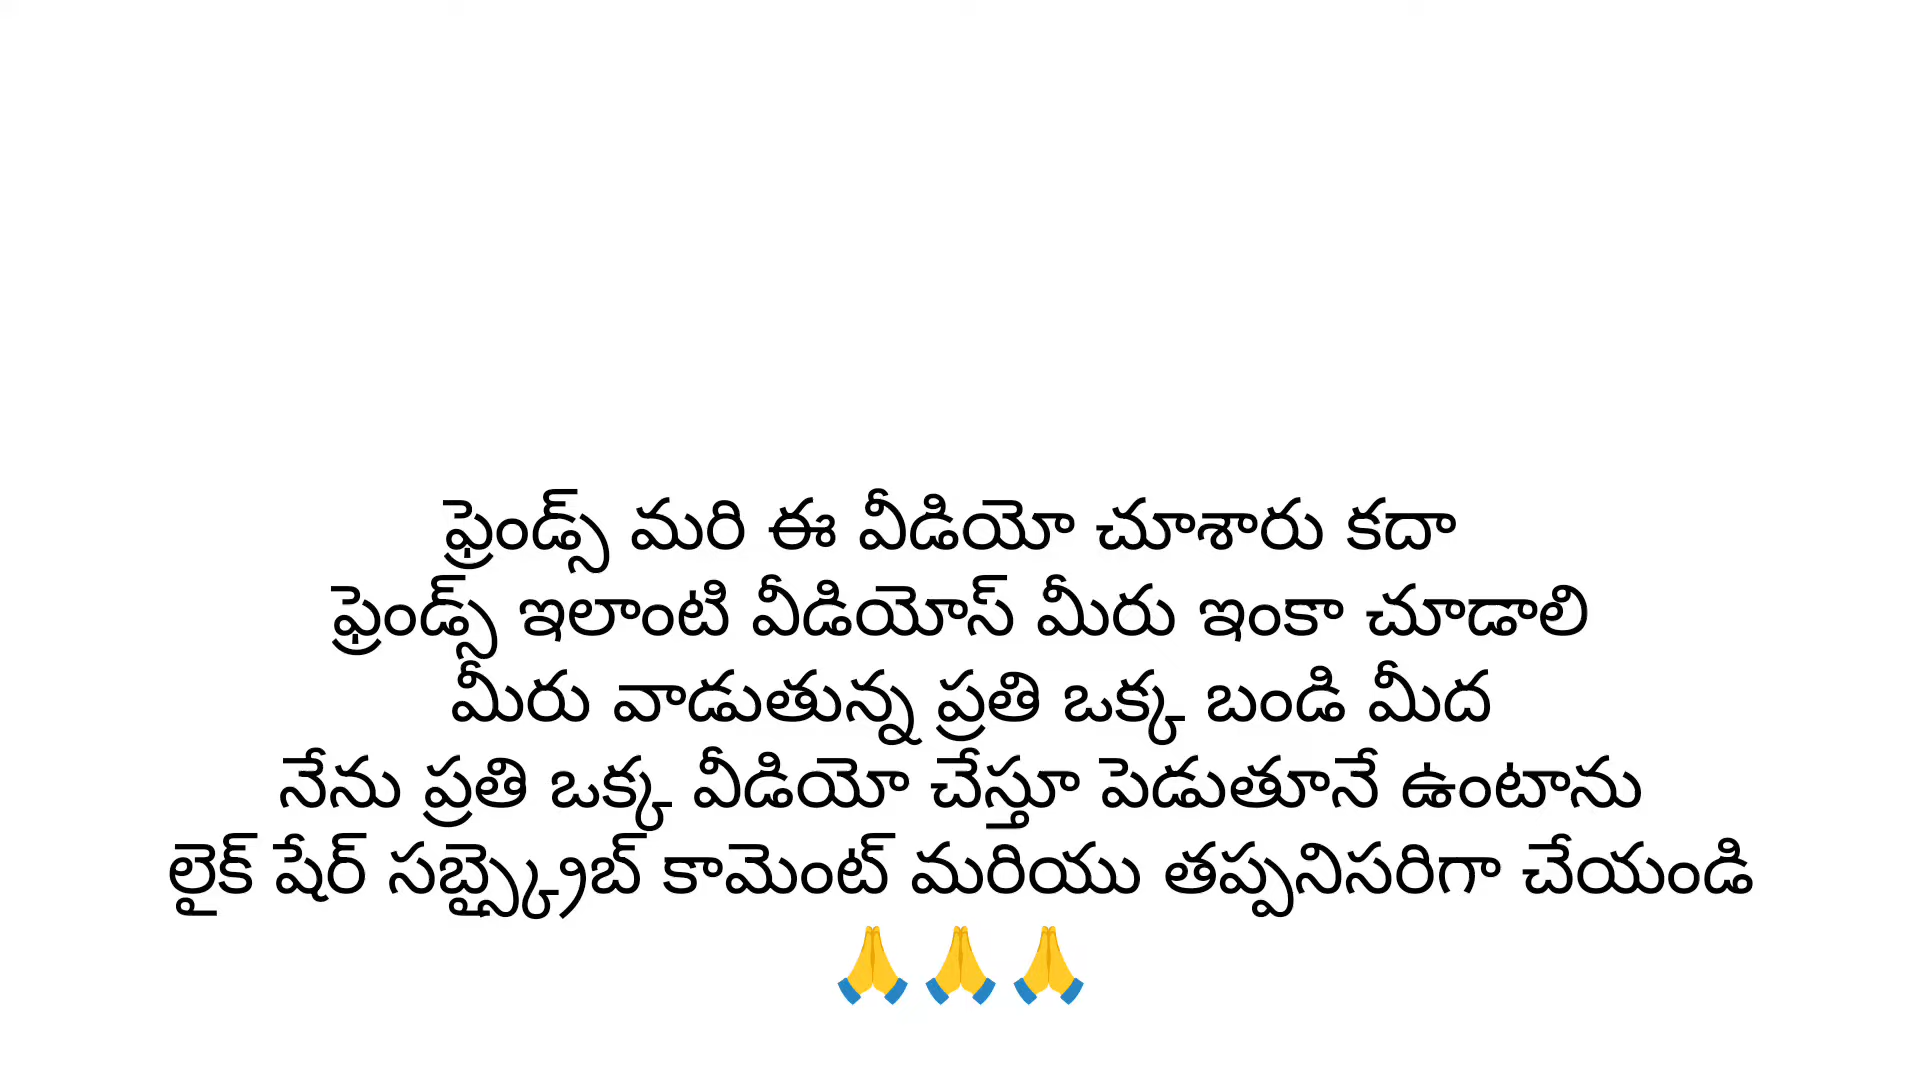 ఫ్రెండ్స్ మరి ఈ వీడియో చూశారు కదా
ఫ్రెండ్స్ ఇలాంటి వీడియోస్ మీరు ఇంకా చూడాలి
మీరు వాడుతున్న ప్రతి ఒక్క బండి మీద
నేను ప్రతి ఒక్క వీడియో చేస్తూ పెడుతూనే ఉంటాను
లైక్ షేర్ సబ్స్క్రైబ్ కామెంట్ మరియు తప్పనిసరిగా చేయండి
🙏🙏🙏